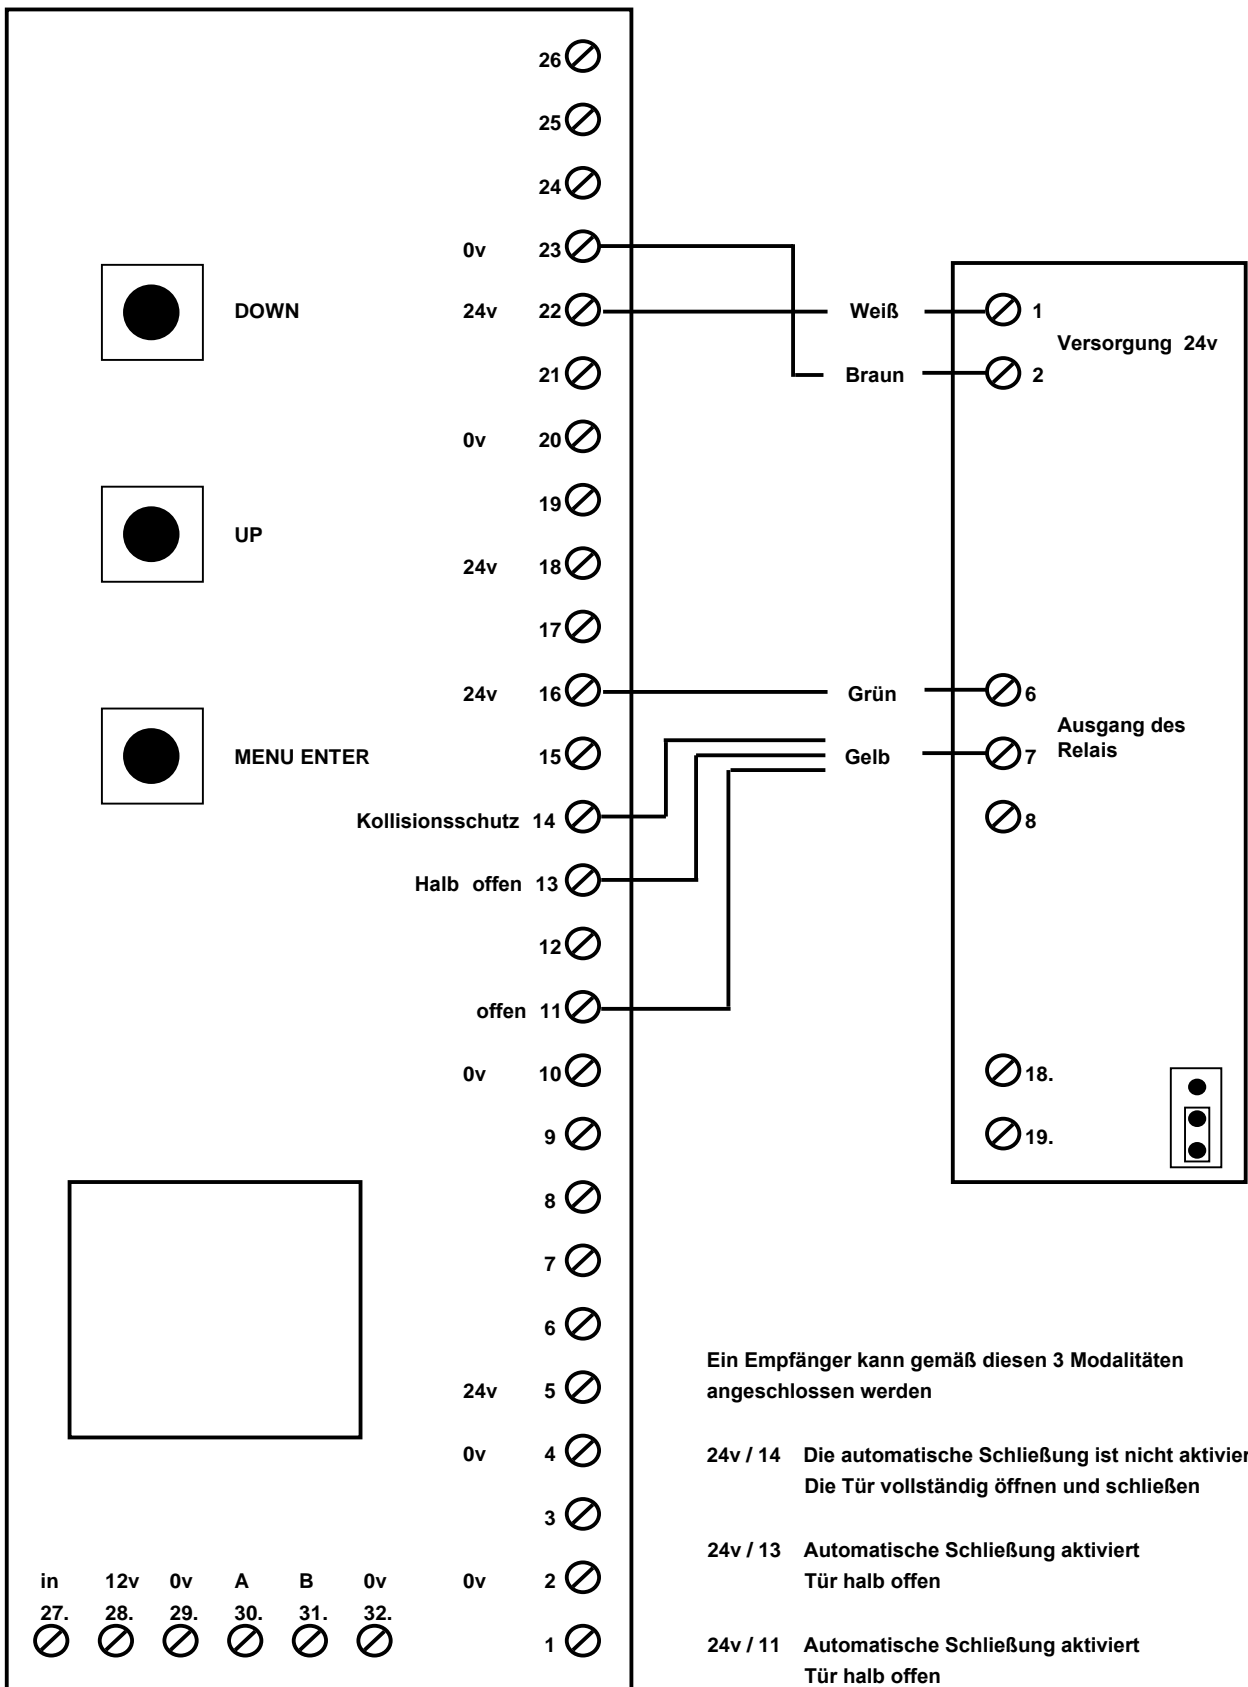 26
25
24
0v 23
DOWN 24v 22
21
0v 20
19
UP
24v 18
17
24v 16
MENU ENTER 15
Kollisionsschutz 14
Halb offen 13
12
offen 11
0v 10
9
8
7
6
24v 5
0v 4
3
0v 2
1
in 12v 0v A B 0v
27. 28. 29. 30. 31. 32.
Weiß
Braun
Grün
Gelb
1
Versorgung 24v
2
6
Ausgang des
Relais
7
8
18.
19.
Ein Empfänger kann gemäß diesen 3 Modalitäten
angeschlossen werden
24v / 14 Die automatische Schließung ist nicht aktivier
Die Tür vollständig öffnen und schließen
24v / 13 Automatische Schließung aktiviert
Tür halb offen
24v / 11 Automatische Schließung aktiviert
Tür halb offen